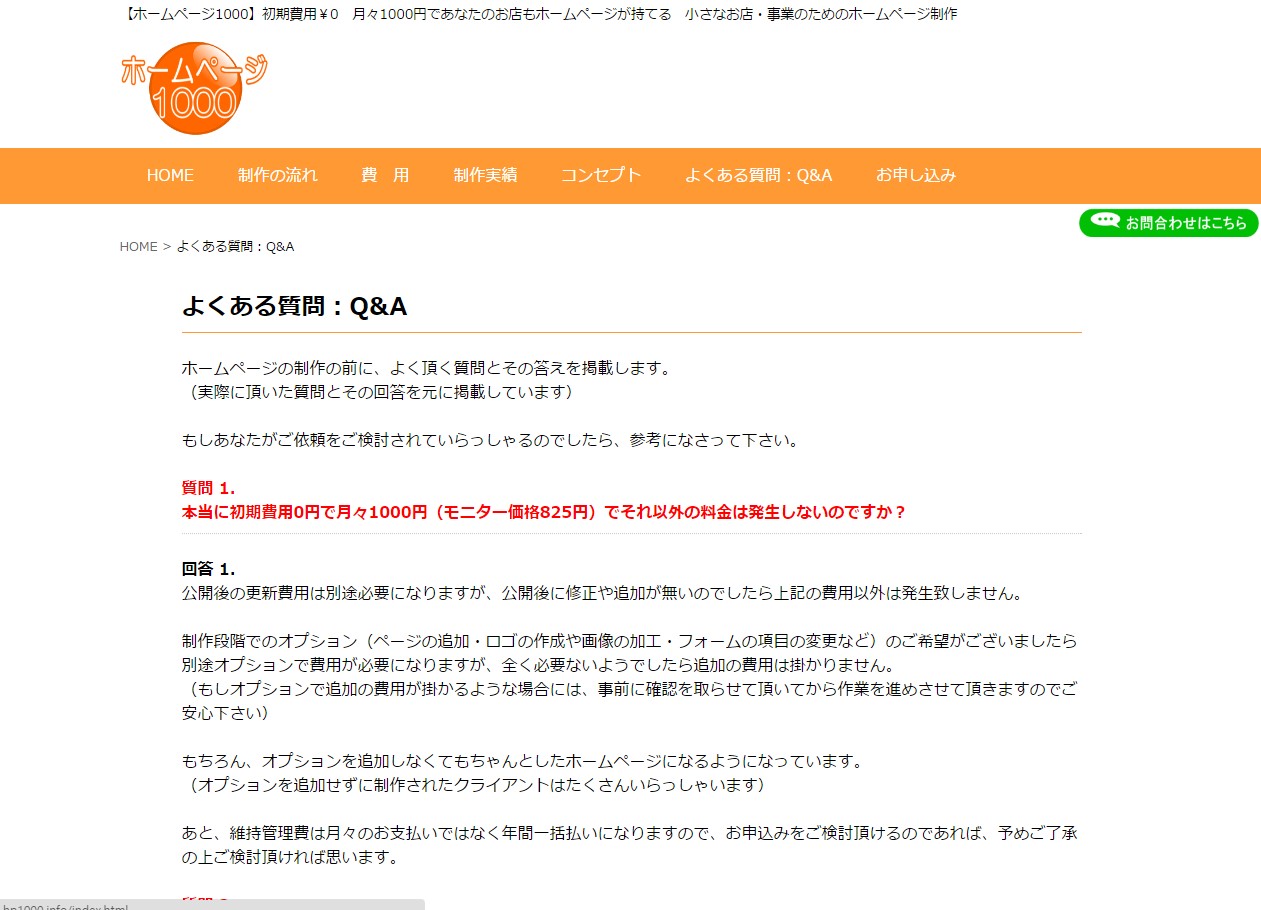 【ホームページ1000】初期費用￥0　月々1000円であなたのお店もホームページが持てる　小さなお店・事業のためのホームページ制作
ホームページ
1000
HOME 制作の流れ 費　用 制作実績 コンセプト よくある質問：Q&A お申し込み
お問合わせはこちら
HOME > よくある質問：Q&A
よくある質問：Q&A
ホームページの制作の前に、よく頂く質問とその答えを掲載します。
（実際に頂いた質問とその回答を元に掲載しています）
もしあなたがご依頼をご検討されていらっしゃるのでしたら、参考になさって下さい。
質問 1.
本当に初期費用0円で月々1000円（モニター価格825円）でそれ以外の料金は発生しないのですか？
回答 1.
公開後の更新費用は別途必要になりますが、公開後に修正や追加が無いのでしたら上記の費用以外は発生致しません。
制作段階でのオプション（ページの追加・ロゴの作成や画像の加工・フォームの項目の変更など）のご希望がございましたら
別途オプションで費用が必要になりますが、全く必要ないようでしたら追加の費用は掛かりません。
（もしオプションで追加の費用が掛かるような場合には、事前に確認を取らせて頂いてから作業を進めさせて頂きますのでご
安心下さい）
もちろん、オプションを追加しなくてもちゃんとしたホームページになるようになっています。
（オプションを追加せずに制作されたクライアントはたくさんいらっしゃいます）
あと、維持管理費は月々のお支払いではなく年間一括払いになりますので、お申込みをご検討頂けるのであれば、予めご了承
の上ご検討頂ければ思います。
hp1000.info/index.html